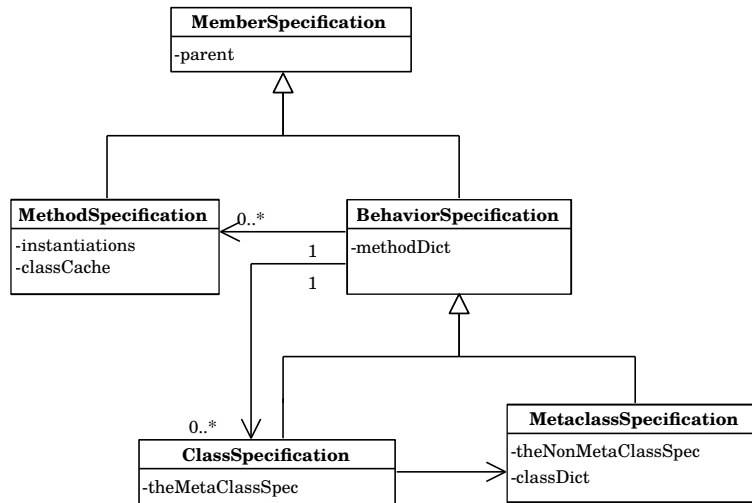 MemberSpecification
-parent
MethodSpecification
-instantiations
-classCache
0..*
1
1
BehaviorSpecification
-methodDict
0..*
ClassSpecification
-theMetaClassSpec
MetaclassSpecification
-theNonMetaClassSpec
-classDict